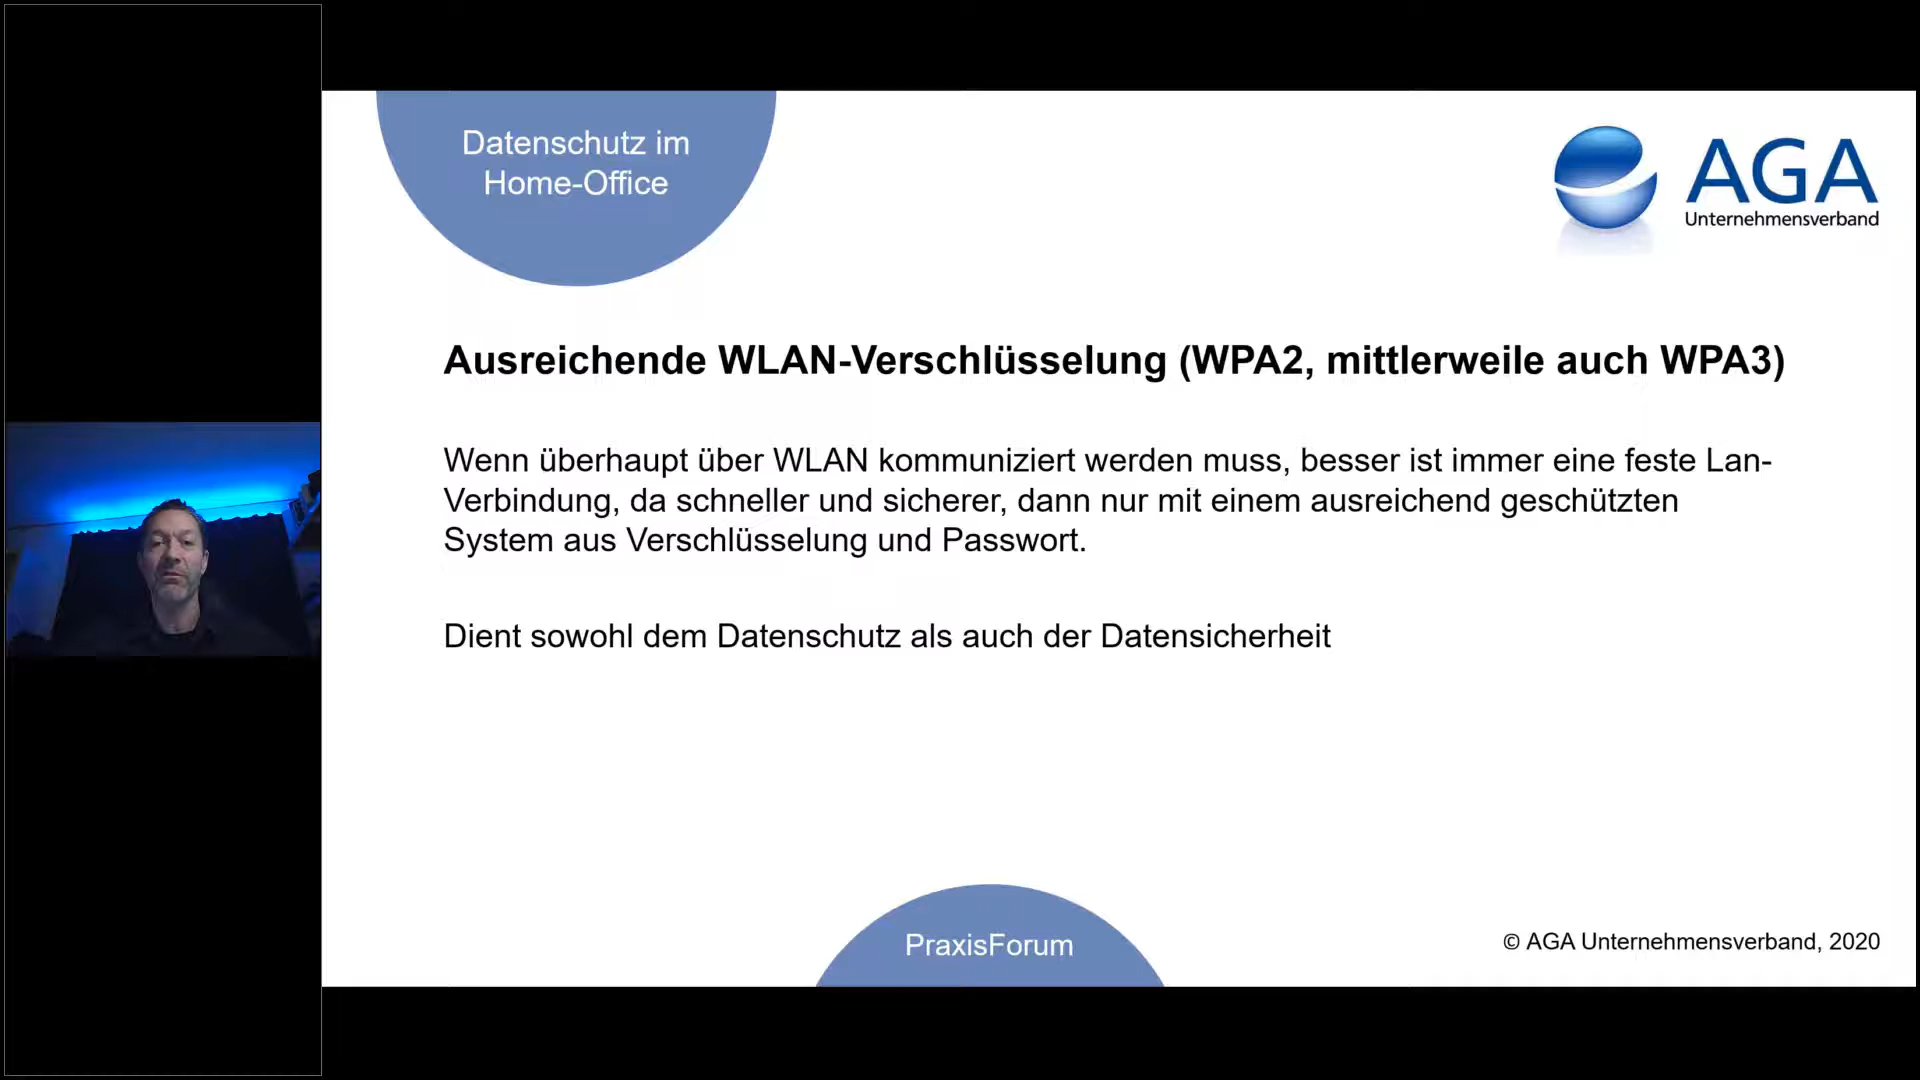 Datenschutz im
Home-Office
AGA
Unternehmensverband
Ausreichende WLAN-Verschlüsselung (WPA2, mittlerweile auch WPA3)
Wenn überhaupt über WLAN kommuniziert werden muss, besser ist immer eine feste Lan-
Verbindung, da schneller und sicherer, dann nur mit einem ausreichend geschützten
System aus Verschlüsselung und Passwort.
Dient sowohl dem Datenschutz als auch der Datensicherheit
PraxisForum
© AGA Unternehmensverband, 2020